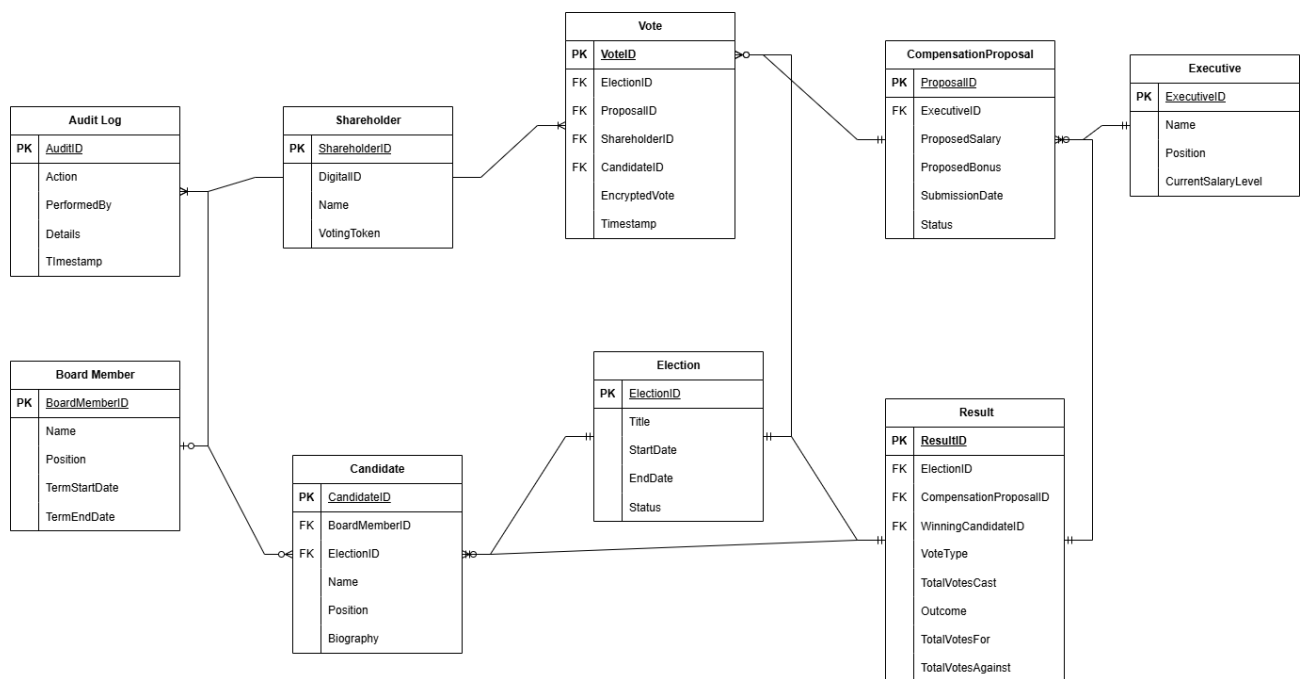 Vote
PK VoteID
FK ElectionID
FK ProposalID
FK ShareholderID
FK CandidateID
EncryptedVote
Timestamp
CompensationProposal
PK ProposalID
FK ExecutiveID
ProposedSalary
ProposedBonus
SubmissionDate
Status
Executive
PK ExecutiveID
Name
Position
CurrentSalaryLevel
Audit Log
PK AuditID
Action
PerformedBy
Details
TImestamp
Shareholder
PK ShareholderID
DigitalID
Name
VotingToken
Board Member
PK BoardMemberID
Name
Position
TermStartDate
TermEndDate
Candidate
PK CandidateID
FK BoardMemberID
FK ElectionID
Name
Position
Biography
Election
PK ElectionID
Title
StartDate
EndDate
Status
Result
PK ResultID
FK ElectionID
FK CompensationProposalID
FK WinningCandidateID
VoteType
TotalVotesCast
Outcome
TotalVotesFor
TotalVotesAgainst